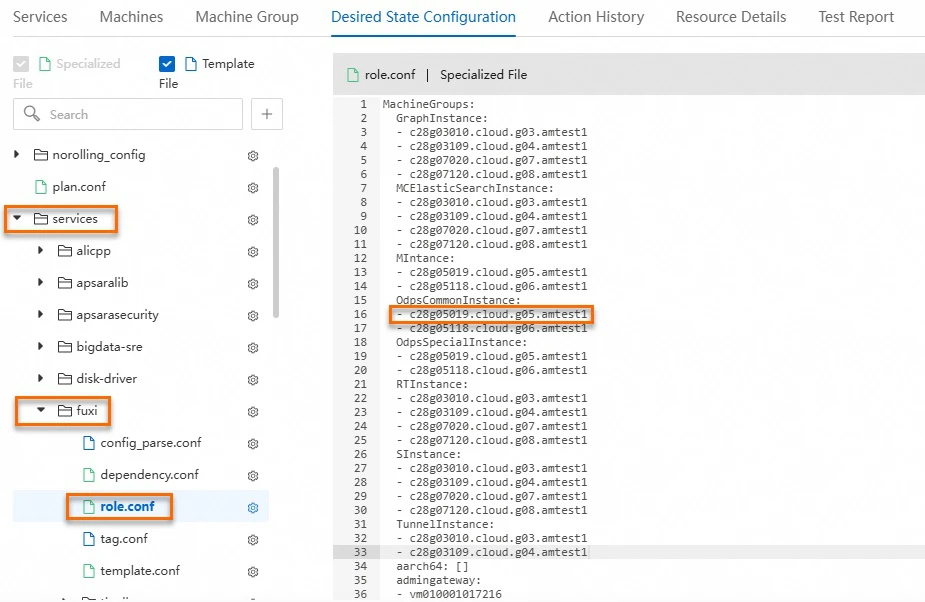 Services Machines Machine Group Desired State Configuration Action History Resource Details Test Report
Specialized File
Template File
Search
+
norolling_config
plan.conf
services
alicpp
apsaralib
apsarasecurity
bigdata-sre
disk-driver
fuxi
config_parse.conf
dependency.conf
role.conf
tag.conf
template.conf
role.conf | Specialized File
1 MachineGroups:
2 GraphInstance:
3 - c28g03010.cloud.g03.amtest1
4 - c28g03109.cloud.g04.amtest1
5 - c28g07020.cloud.g07.amtest1
6 - c28g07120.cloud.g08.amtest1
7 MCElasticSearchInstance:
8 - c28g03010.cloud.g03.amtest1
9 - c28g03109.cloud.g04.amtest1
10 - c28g07020.cloud.g07.amtest1
11 - c28g07120.cloud.g08.amtest1
12 MIntance:
13 - c28g05019.cloud.g05.amtest1
14 - c28g05118.cloud.g06.amtest1
15 OdpsCommonInstance:
16 - c28g05019.cloud.g05.amtest1
17 - c28g05118.cloud.g06.amtest1
18 OdpsSpecialInstance:
19 - c28g05019.cloud.g05.amtest1
20 - c28g05118.cloud.g06.amtest1
21 RTInstance:
22 - c28g03010.cloud.g03.amtest1
23 - c28g03109.cloud.g04.amtest1
24 - c28g07020.cloud.g07.amtest1
25 - c28g07120.cloud.g08.amtest1
26 SInstance:
27 - c28g03010.cloud.g03.amtest1
28 - c28g03109.cloud.g04.amtest1
29 - c28g07020.cloud.g07.amtest1
30 - c28g07120.cloud.g08.amtest1
31 TunnelInstance:
32 - c28g03010.cloud.g03.amtest1
33 - c28g03109.cloud.g04.amtest1
34 aarch64: []
35 admingateway:
36 - vm010001017216